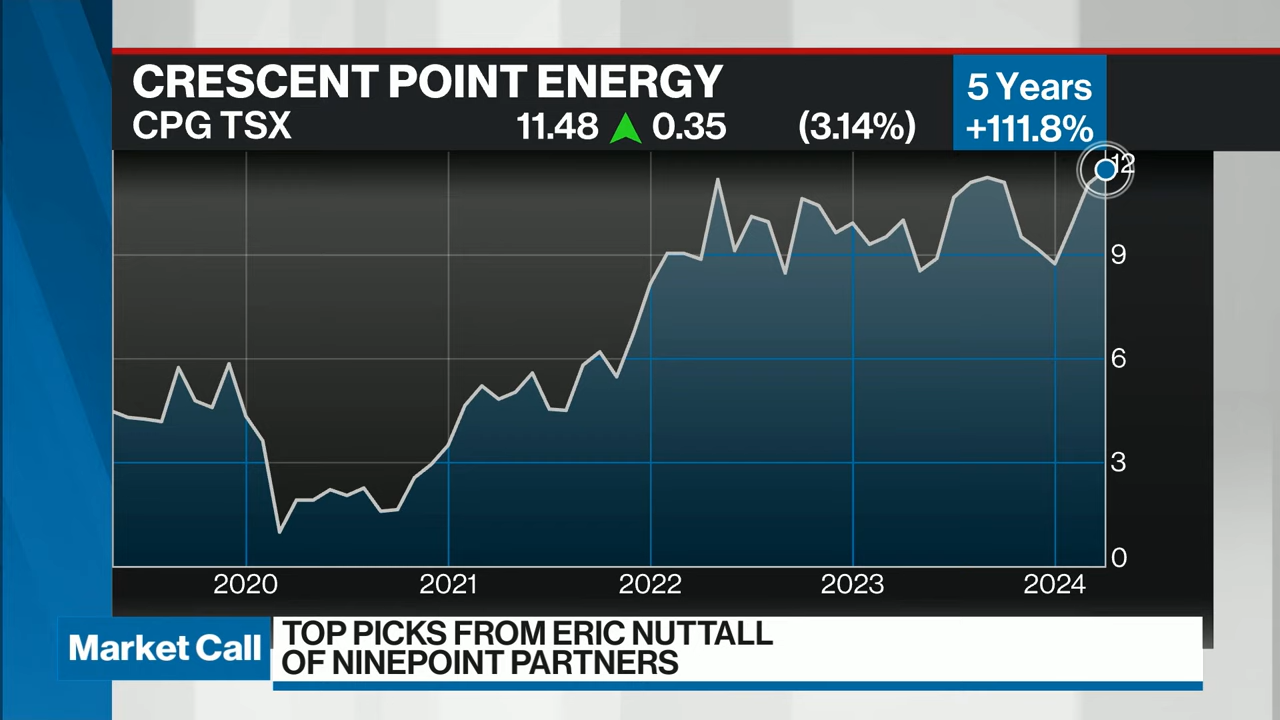 CRESCENT POINT ENERGY
CPG TSX 11.48 0.35 (3.14%)
5 Years
+111.8%
12
9
6
3
0
2020 2021 2022 2023 2024
Market Call
TOP PICKS FROM ERIC NUTTALL
OF NINEPOINT PARTNERS